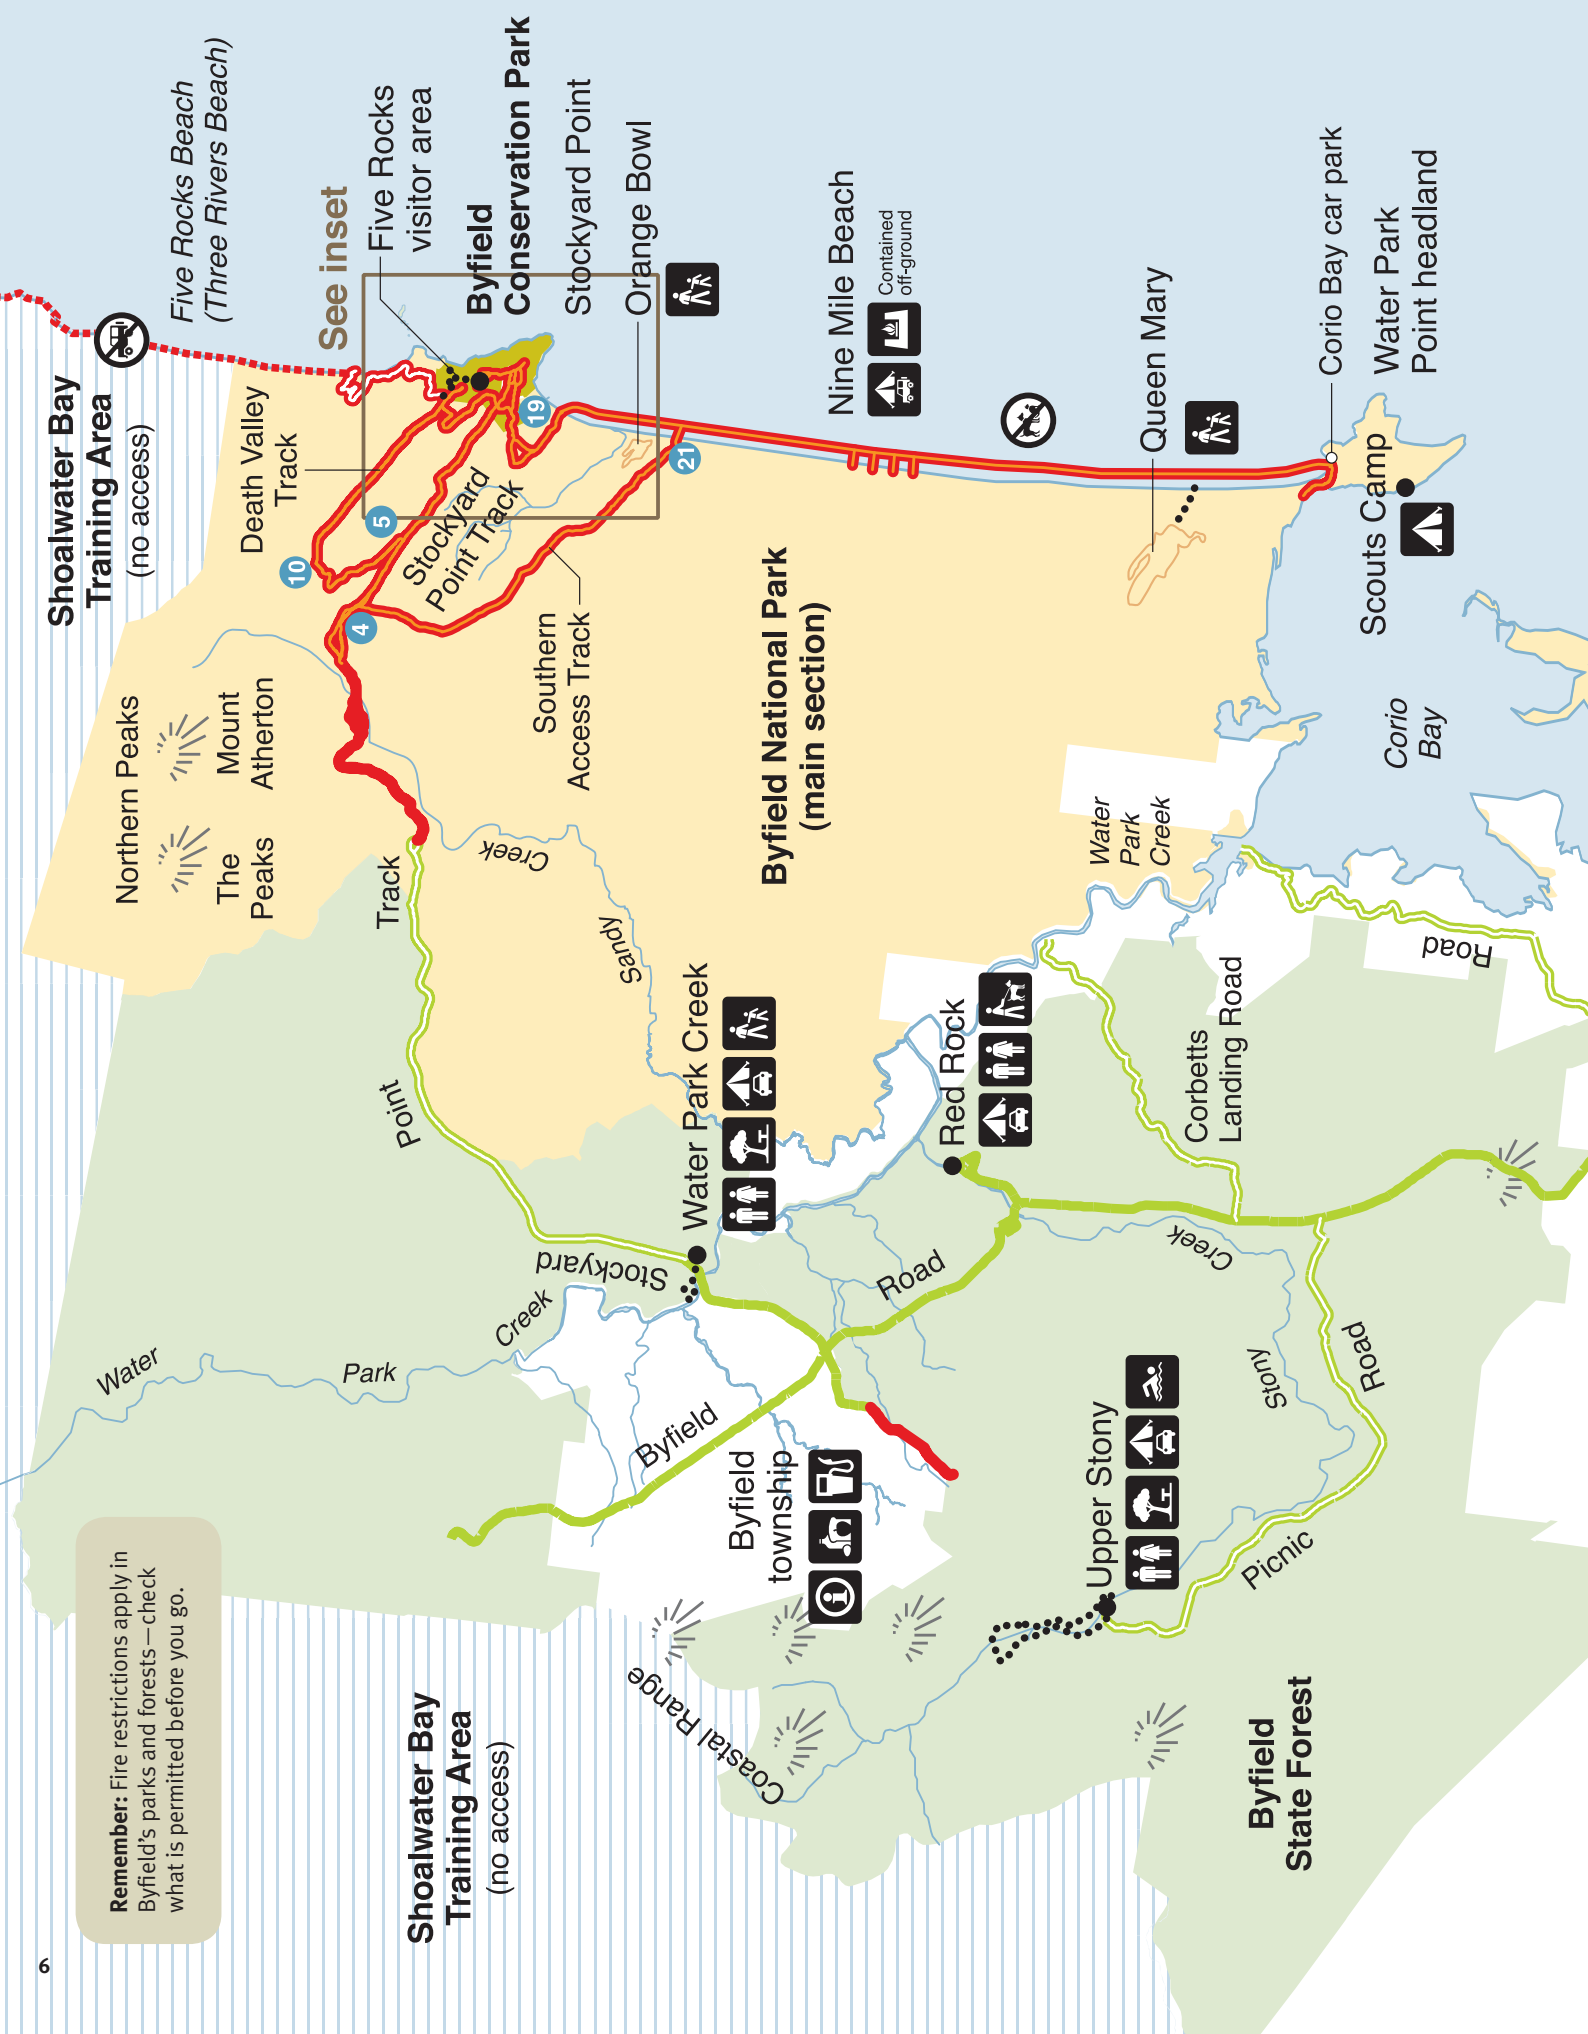 6
Remember: Fire restrictions apply in
Byfield's parks and forests—check
what is permitted before you go.
Shoalwater Bay
Training Area
(no access)
Five Rocks Beach
(Three Rivers Beach)
See inset
Five Rocks
visitor area
Byfield
Conservation Park
Stockyard Point
Orange Bowl
Death Valley
Track
10
5
4
19
21
Stockyard
Point Track
Southern
Access Track
Northern Peaks
Mount
Atherton
The
Peaks
Nine Mile Beach
Contained
off-ground
Queen Mary
Corio Bay car park
Water Park
Point headland
Scouts Camp
Corio
Bay
Byfield National Park
(main section)
Water
Park
Creek
Sandy
Creek
Stockyard
Point
Track
Water Park Creek
Red Rock
Corbetts
Landing Road
Road
Water
Park
Creek
Byfield
Road
Byfield
township
Stony
Creek
Upper Stony
Picnic
Road
Coastal Range
Shoalwater Bay
Training Area
(no access)
Byfield
State Forest